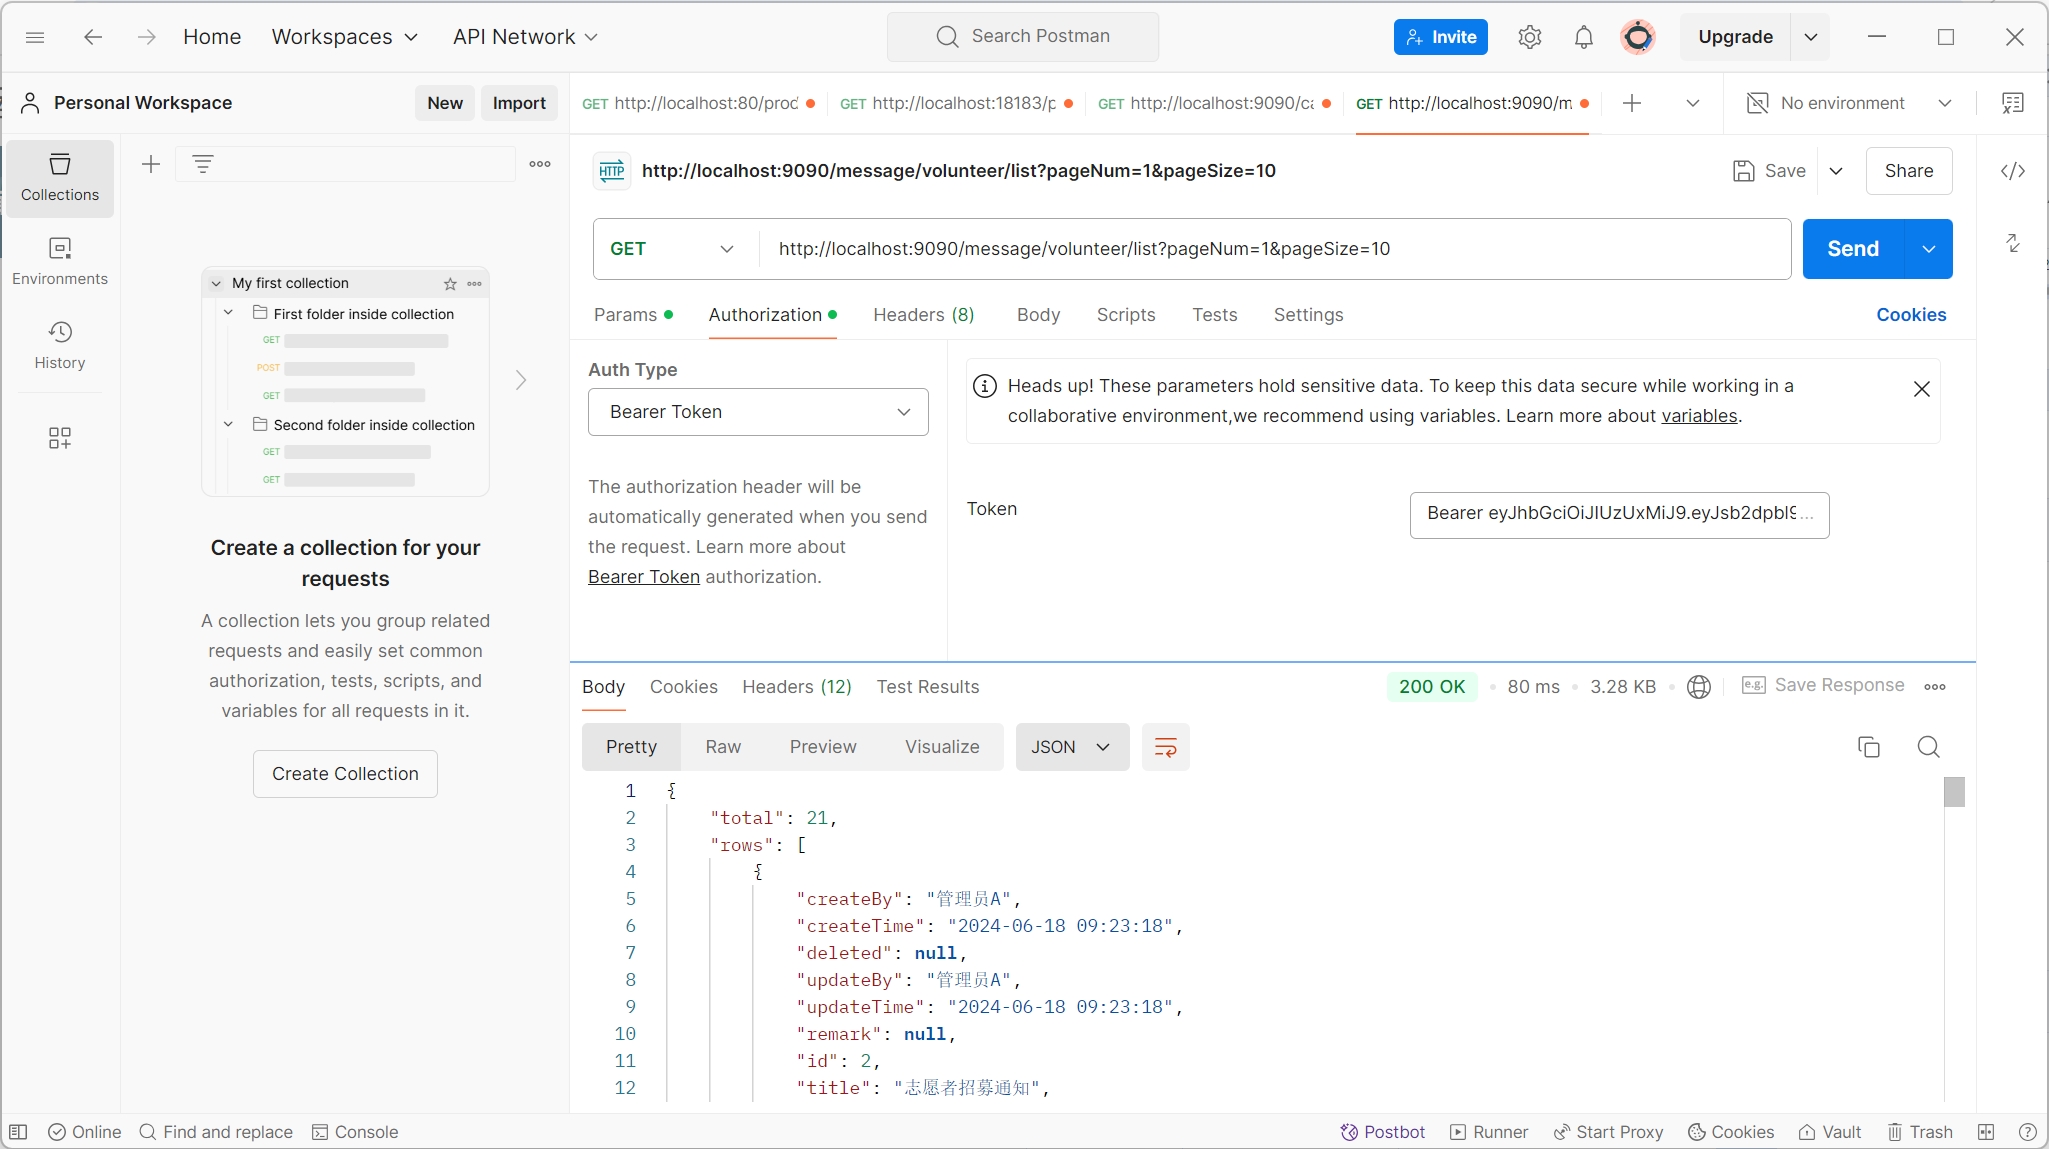 Home Workspaces API Network Search Postman Invite Upgrade
Personal Workspace New Import
GET http://localhost:80/prod GET http://localhost:18183/p GET http://localhost:9090/ca GET http://localhost:9090/m No environment
Collections
Environments
History
My first collection
First folder inside collection
GET
POST
GET
Second folder inside collection
GET
GET
Create a collection for your
requests
A collection lets you group related
requests and easily set common
authorization, tests, scripts, and
variables for all requests in it.
Create Collection
HTTP http://localhost:9090/message/volunteer/list?pageNum=1&pageSize=10 Save Share
GET http://localhost:9090/message/volunteer/list?pageNum=1&pageSize=10 Send
Params Authorization Headers (8) Body Scripts Tests Settings Cookies
Auth Type
Bearer Token
The authorization header will be
automatically generated when you send
the request. Learn more about
Bearer Token authorization.
Heads up! These parameters hold sensitive data. To keep this data secure while working in a
collaborative environment,we recommend using variables. Learn more about variables.
Token Bearer eyJhbGciOiJIUzUxMiJ9.eyJsb2dpbl9...
Body Cookies Headers (12) Test Results 200 OK 80 ms 3.28 KB e.g. Save Response
Pretty Raw Preview Visualize JSON
1 {
2 "total": 21,
3 "rows": [
4 {
5 "createBy": "管理员A",
6 "createTime": "2024-06-18 09:23:18",
7 "deleted": null,
8 "updateBy": "管理员A",
9 "updateTime": "2024-06-18 09:23:18",
10 "remark": null,
11 "id": 2,
12 "title": "志愿者招募通知",
Online Find and replace Console Postbot Runner Start Proxy Cookies Vault Trash